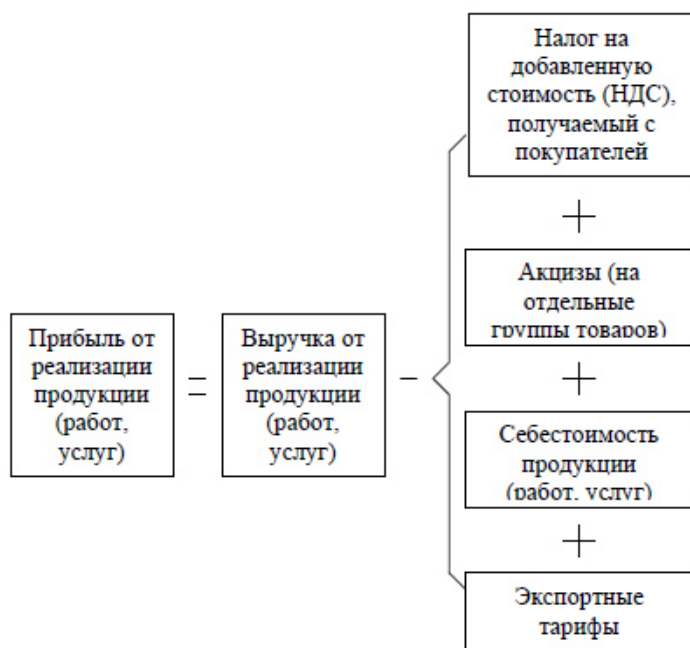 Налог на
добавленную
стоимость (НДС),
получаемый с
покупателей
+
Акцизы (на
отдельные
группы товаров)
+
Прибыль от
реализации
продукции
(работ,
услуг)
=
Выручка от
реализации
продукции
(работ,
услуг)
−
Себестоимость
продукции
(работ, услуг)
+
Экспортные
тарифы